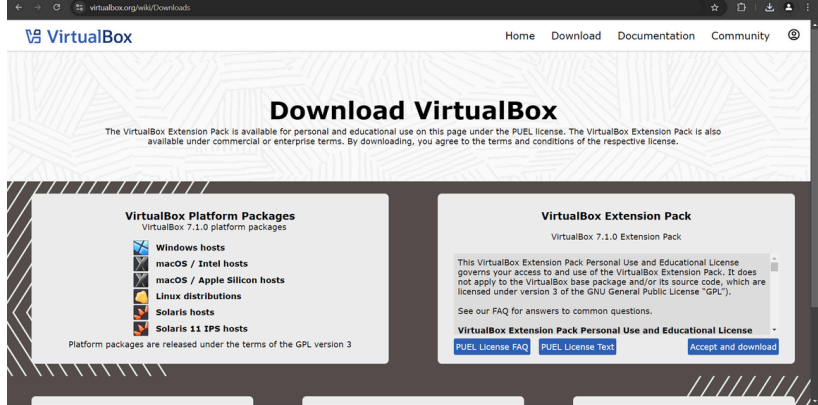 virtualbox.org/wiki/Downloads
VirtualBox
Home Download Documentation Community
Download VirtualBox
The VirtualBox Extension Pack is available for personal and educational use on this page under the PUEL license. The VirtualBox Extension Pack is also
available under commercial or enterprise terms. By downloading, you agree to the terms and conditions of the respective license.
VirtualBox Platform Packages
VirtualBox 7.1.0 platform packages
Windows hosts
macOS / Intel hosts
macOS / Apple Silicon hosts
Linux distributions
Solaris hosts
Solaris 11 IPS hosts
Platform packages are released under the terms of the GPL version 3
VirtualBox Extension Pack
VirtualBox 7.1.0 Extension Pack
This VirtualBox Extension Pack Personal Use and Educational License
governs your access to and use of the VirtualBox Extension Pack. It does
not apply to the VirtualBox base package and/or its source code, which are
licensed under version 3 of the GNU General Public License "GPL").
See our FAQ for answers to common questions.
VirtualBox Extension Pack Personal Use and Educational License
PUEL License FAQ PUEL License Text Accept and download